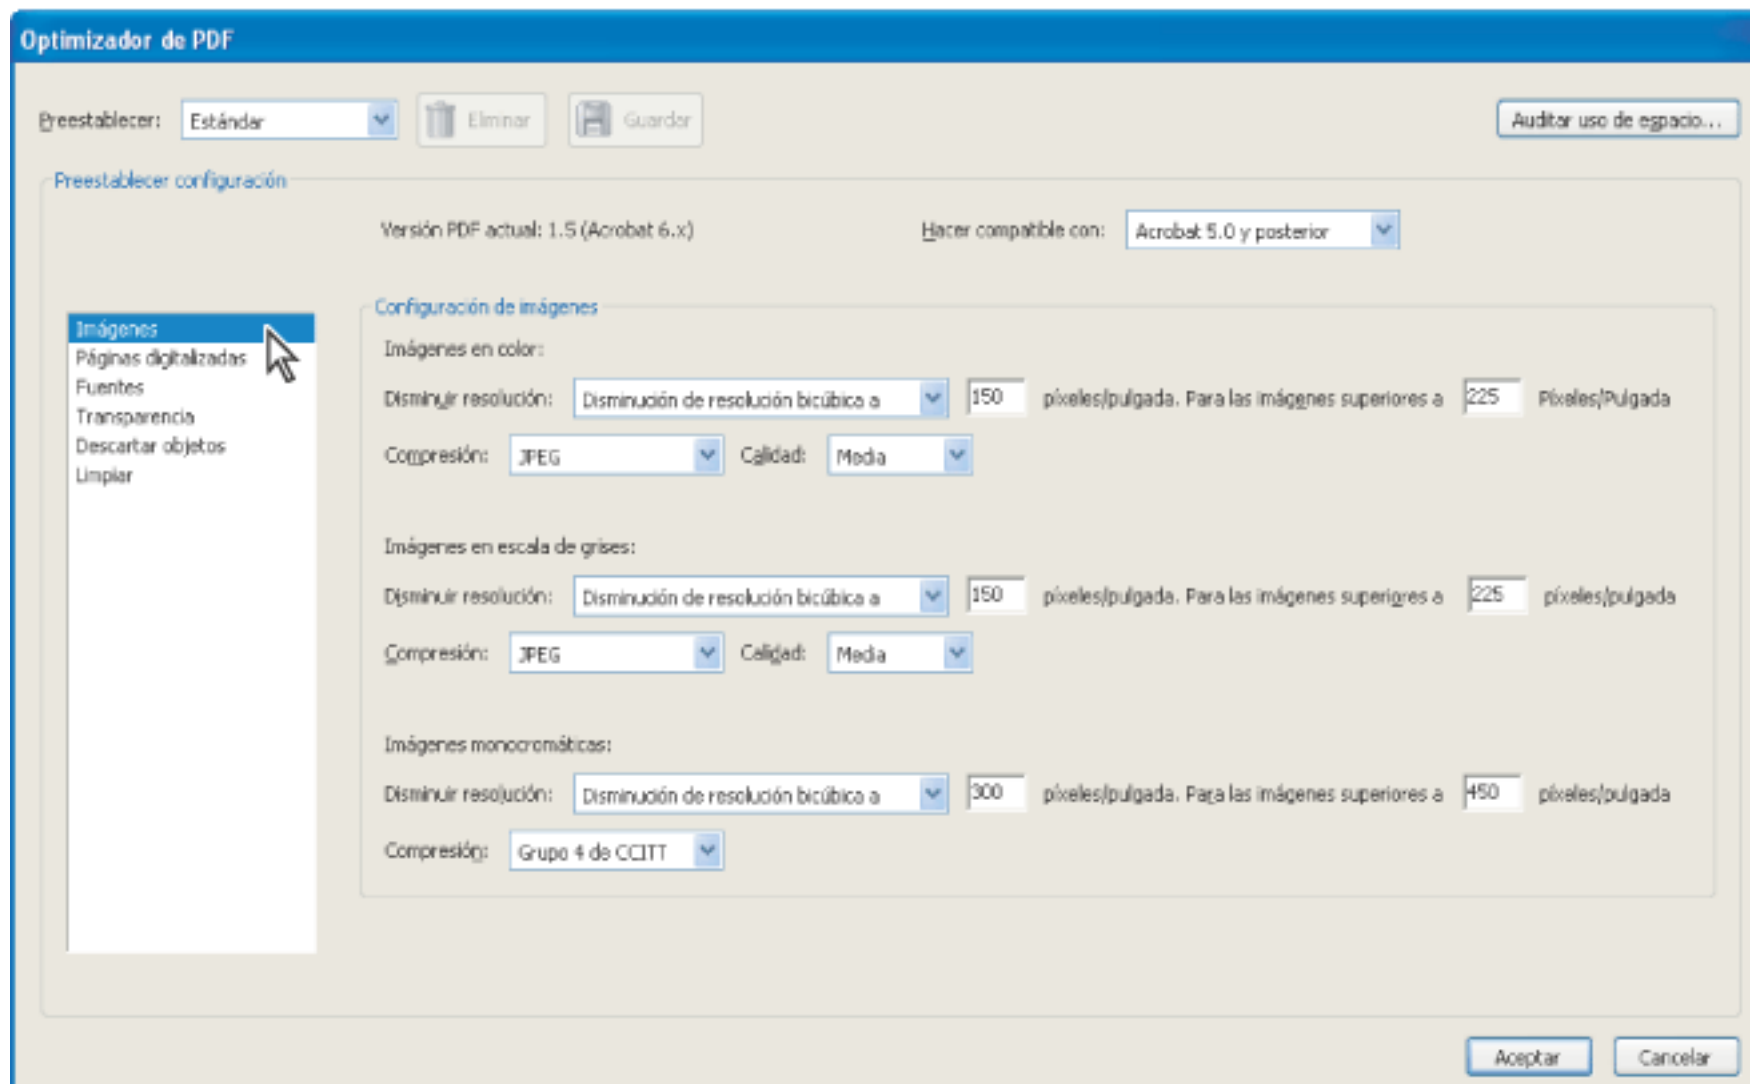 Optimizador de PDF
Preestablecer: Estándar Eliminar Guardar Auditar uso de espacio...
Preestablecer configuración
Versión PDF actual: 1.5 (Acrobat 6.x) Hacer compatible con: Acrobat 5.0 y posterior
Imágenes
Páginas digitalizadas
Fuentes
Transparencia
Descartar objetos
Limpiar
Configuración de imágenes
Imágenes en color:
Disminuir resolución: Disminución de resolución bicúbica a 150 píxeles/pulgada. Para las imágenes superiores a 225 Píxeles/Pulgada
Compresión: JPEG Calidad: Media
Imágenes en escala de grises:
Disminuir resolución: Disminución de resolución bicúbica a 150 píxeles/pulgada. Para las imágenes superiores a 225 píxeles/pulgada
Compresión: JPEG Calidad: Media
Imágenes monocromáticas:
Disminuir resolución: Disminución de resolución bicúbica a 300 píxeles/pulgada. Para las imágenes superiores a 450 píxeles/pulgada
Compresión: Grupo 4 de CCITT
Aceptar Cancelar